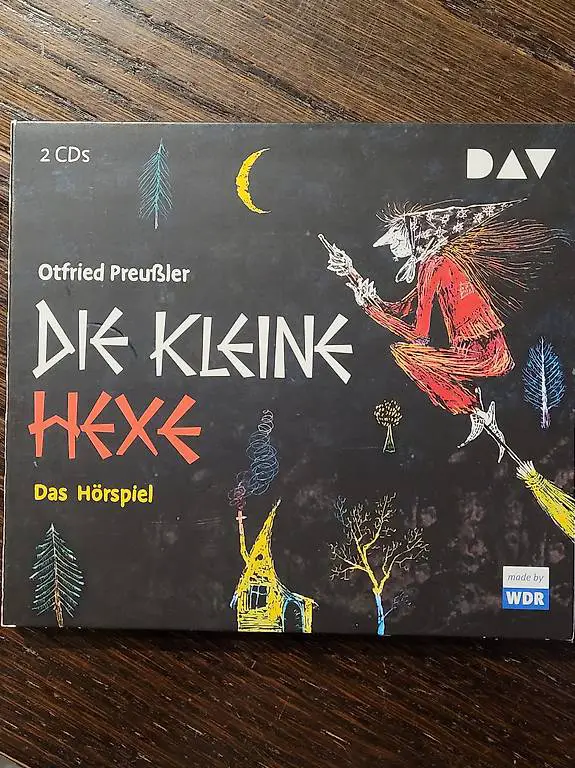 2 CDs
DAV
Otfried Preußler
DIE KLEINE
HEXE
Das Hörspiel
made by
WDR